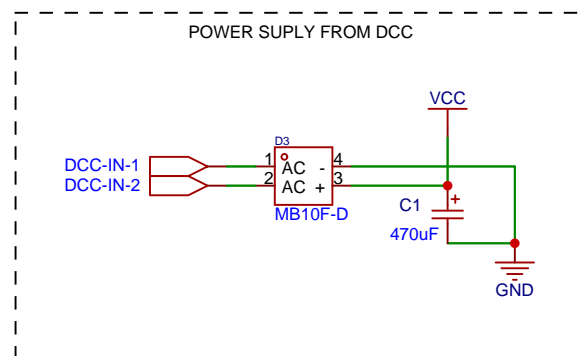 POWER SUPLY FROM DCC
VCC
D3
DCC-IN-1
1
AC
-
4
DCC-IN-2
2
AC
+
3
MB10F-D
C1
+
470uF
GND